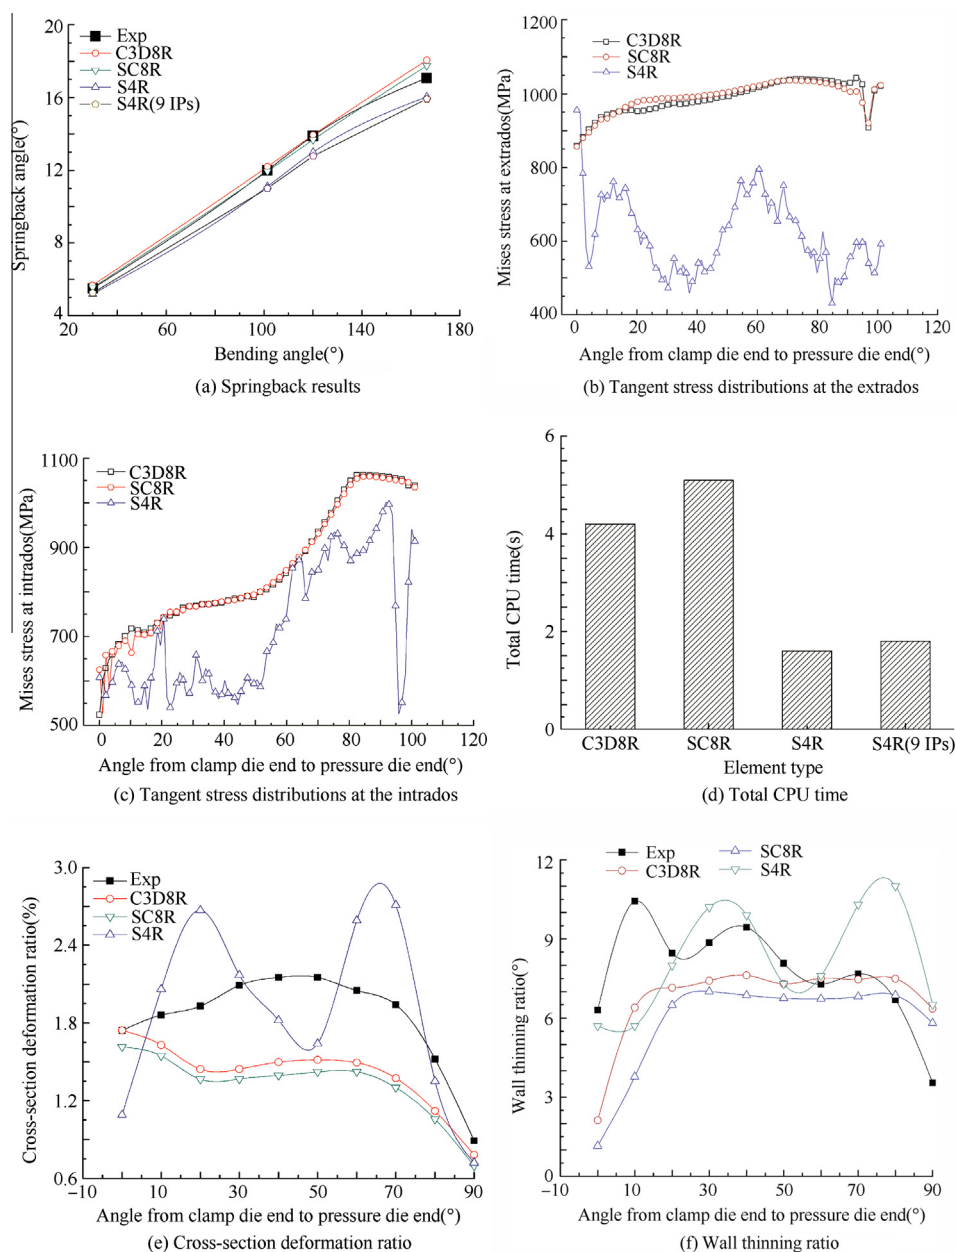 20
16
12
8
4
20
60
100
140
180
Exp
C3D8R
SC8R
S4R
S4R(9 IPs)
Springback angle(°)
Bending angle(°)
(a) Springback results
1200
1000
800
600
400
0
20
40
60
80
100
120
C3D8R
SC8R
S4R
Mises stress at extrados(MPa)
Angle from clamp die end to pressure die end(°)
(b) Tangent stress distributions at the extrados
1100
900
700
500
0
20
40
60
80
100
120
C3D8R
SC8R
S4R
Mises stress at intrados(MPa)
Angle from clamp die end to pressure die end(°)
(c) Tangent stress distributions at the intrados
6
4
2
0
Total CPU time(s)
C3D8R
SC8R
S4R
S4R(9 IPs)
Element type
(d) Total CPU time
3.0
2.4
1.8
1.2
0.6
−10
10
30
50
70
90
Exp
C3D8R
SC8R
S4R
Cross-section deformation ratio(%)
Angle from clamp die end to pressure die end(°)
(e) Cross-section deformation ratio
12
9
6
3
0
−10
10
30
50
70
90
Exp
C3D8R
SC8R
S4R
Wall thinning ratio(°)
Angle from clamp die end to pressure die end(°)
(f) Wall thinning ratio